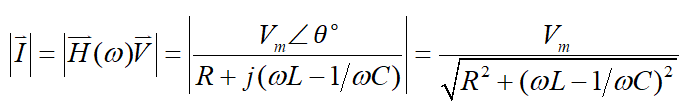 |I⃗| = |H⃗(ω)V⃗| = |V_m∠θ° / (R + j(ωL − 1/ωC))| = V_m / √(R² + (ωL − 1/ωC)²)